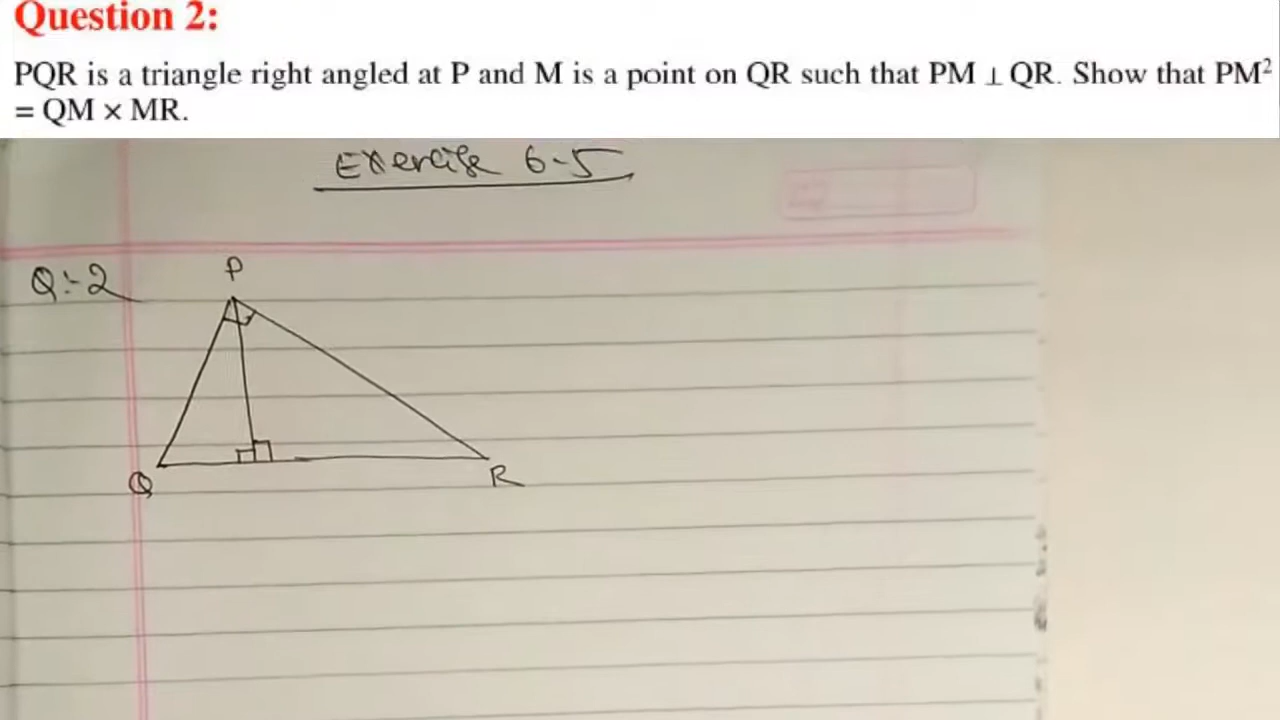 Question 2:
PQR is a triangle right angled at P and M is a point on QR such that PM ⊥ QR. Show that PM²
= QM × MR.
Exercise 6.5
Q:-2
P
Q
R